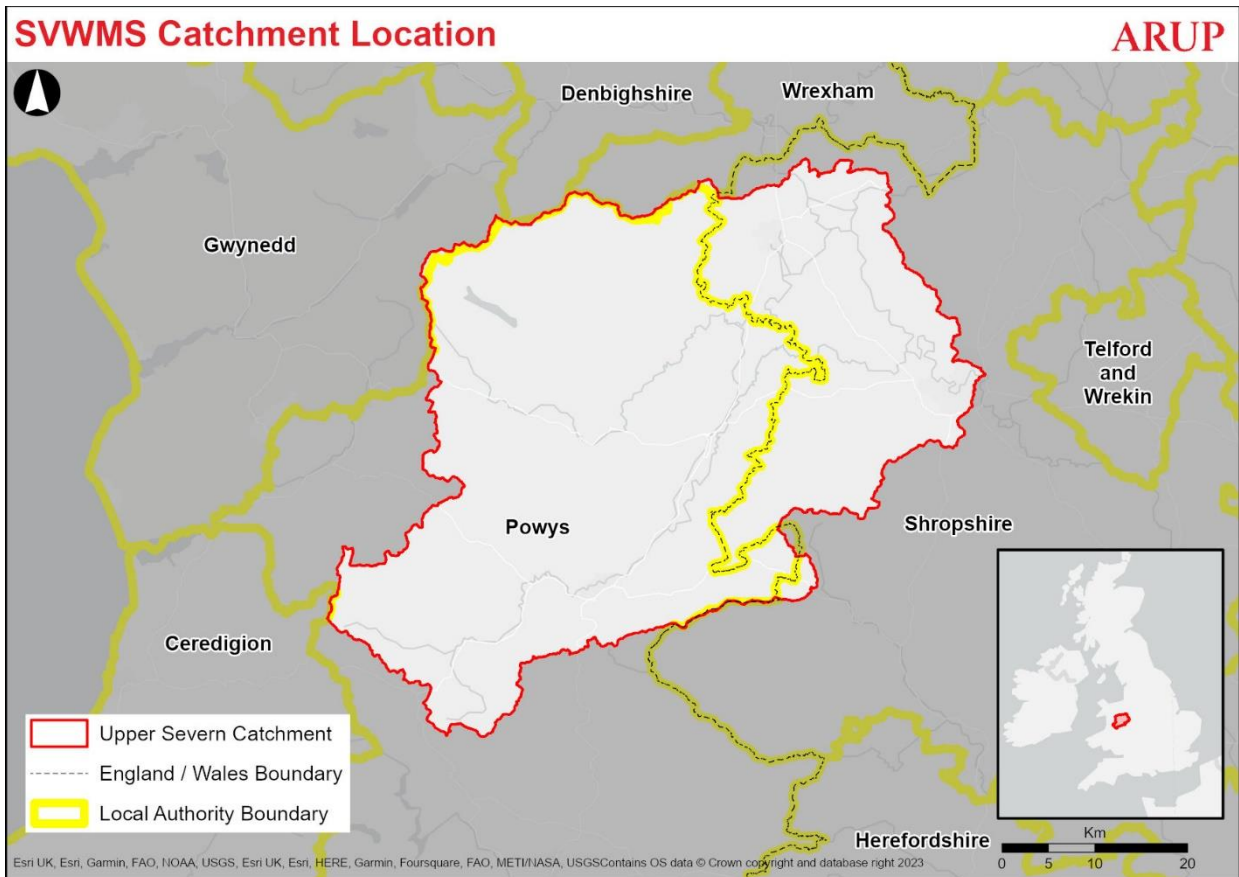 SVWMS Catchment Location
ARUP
Denbighshire
Wrexham
Gwynedd
Telford
and
Wrekin
Powys
Shropshire
Ceredigion
Upper Severn Catchment
England / Wales Boundary
Local Authority Boundary
Herefordshire
Km
0 5 10 20
Esri UK, Esri, Garmin, FAO, NOAA, USGS, Esri UK, Esri, HERE, Garmin, Foursquare, FAO, METI/NASA, USGSContains OS data © Crown copyright and database right 2023